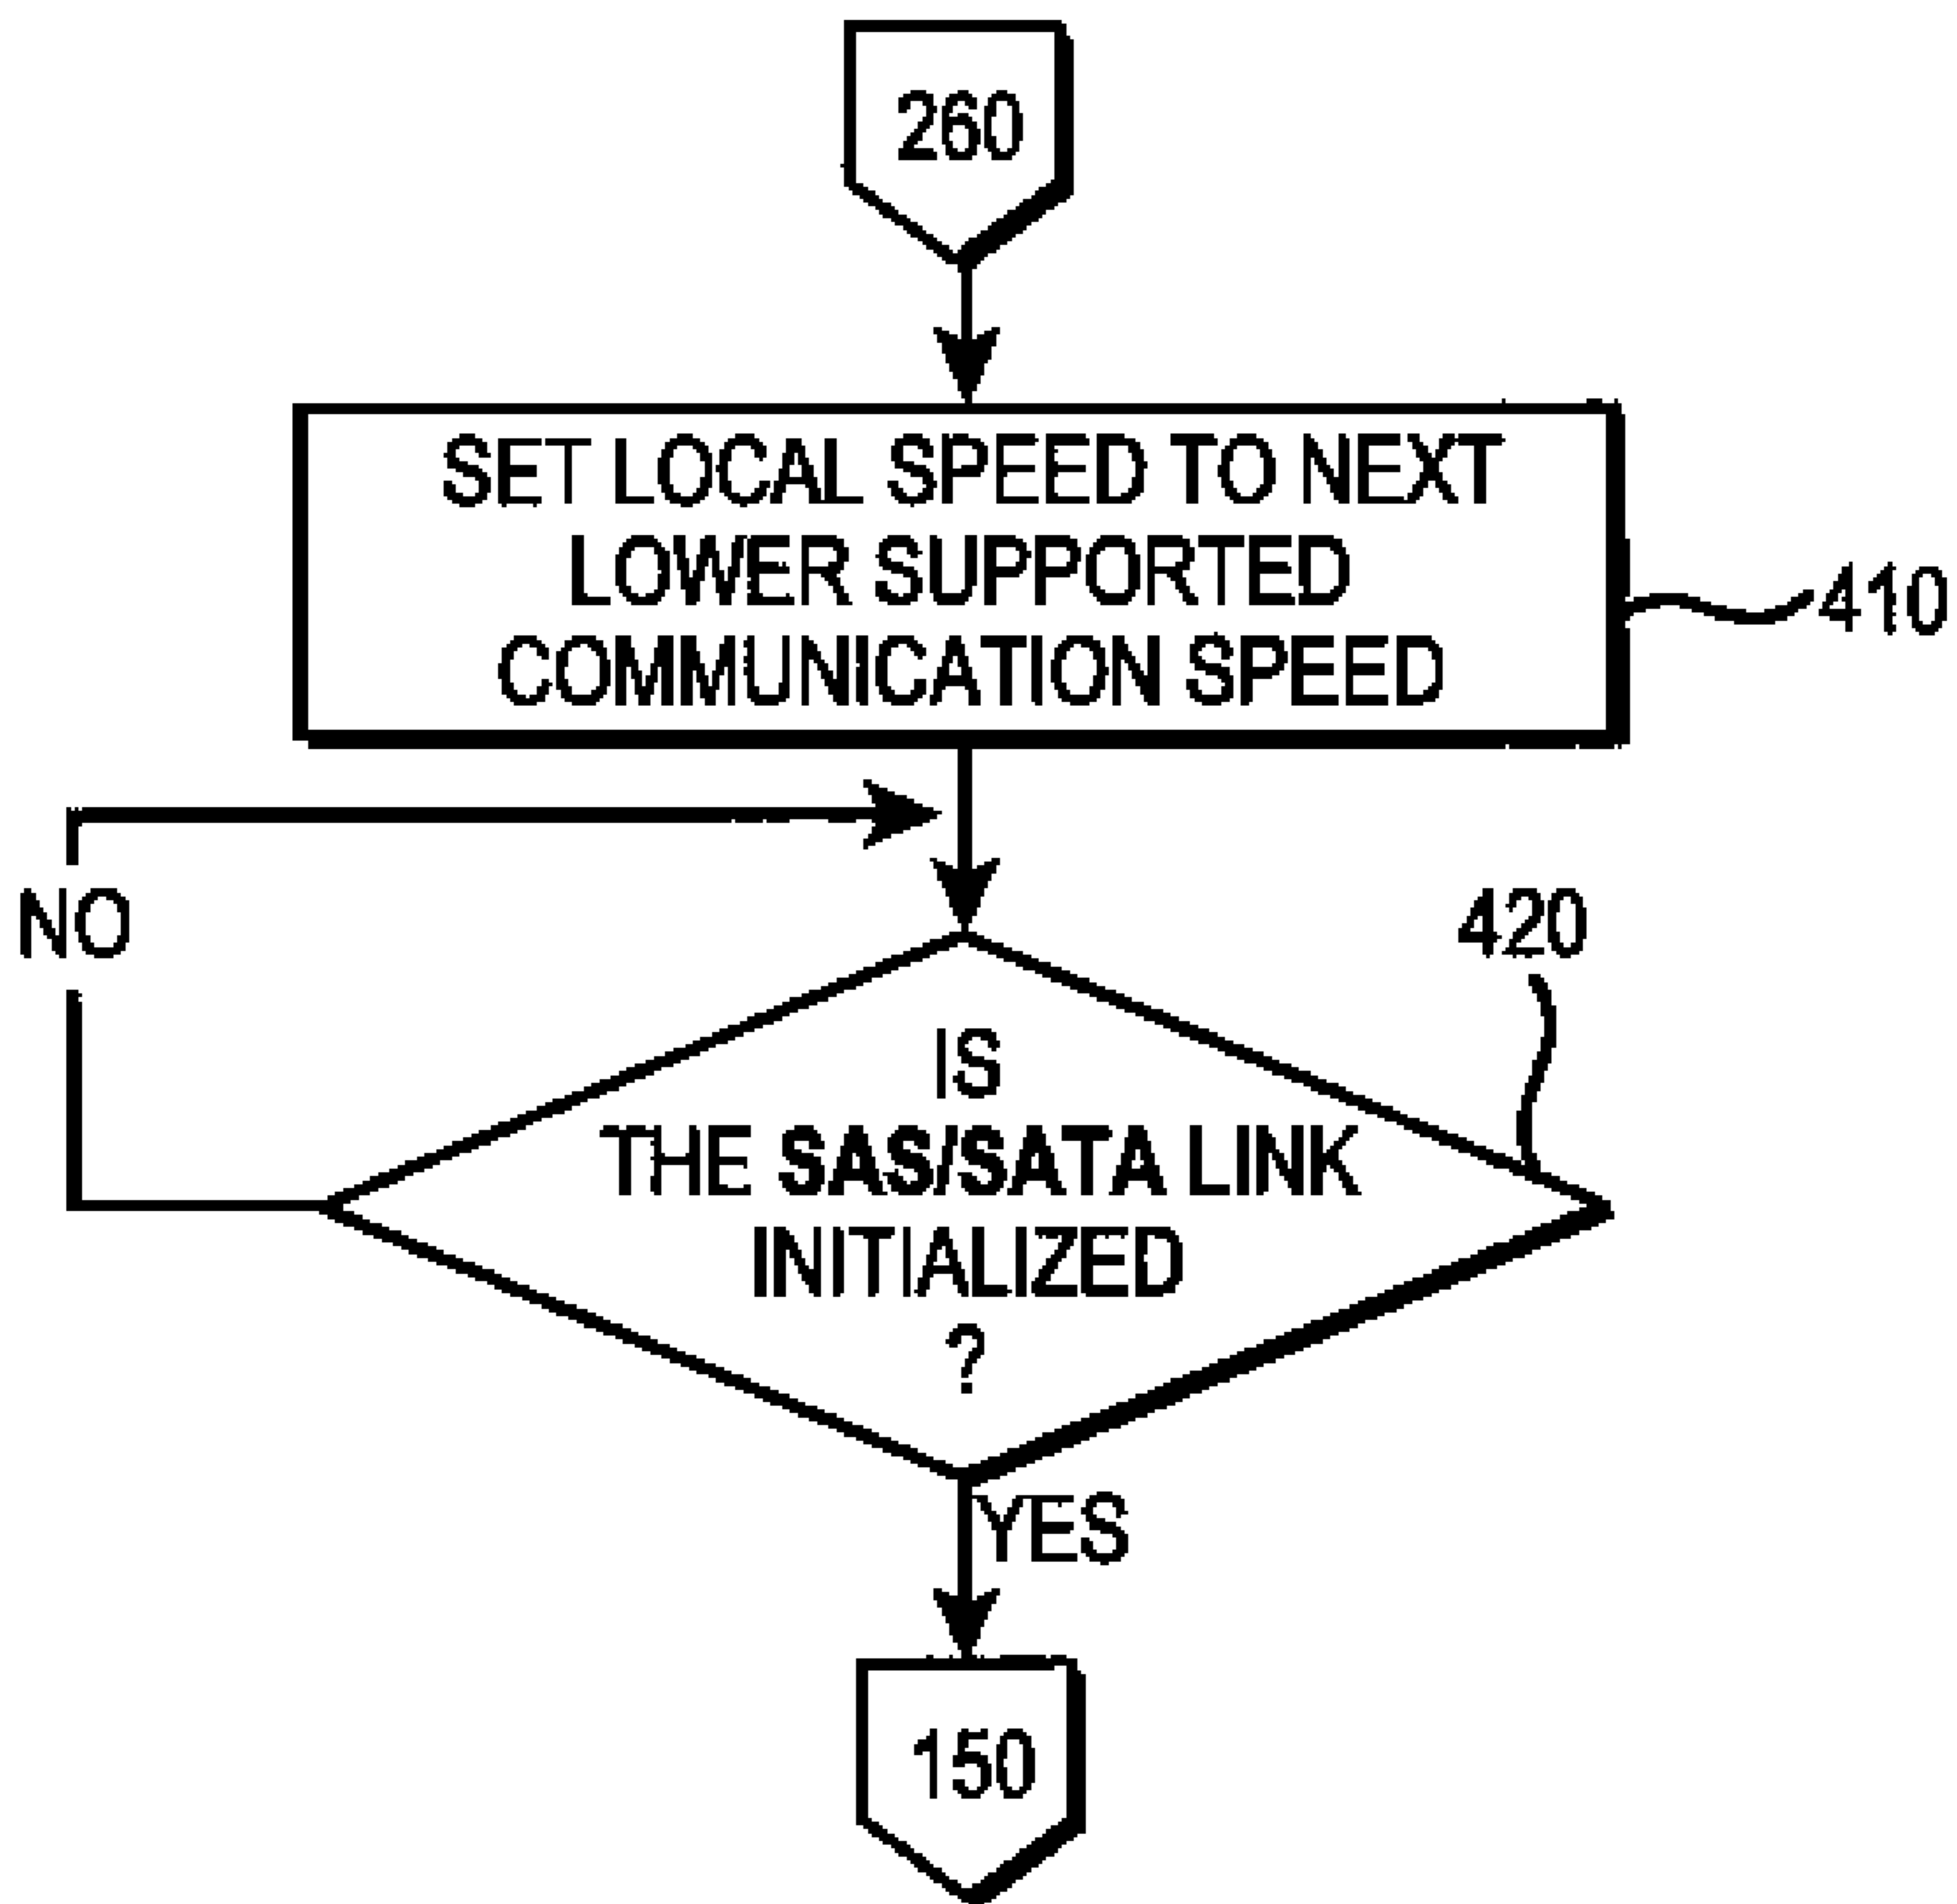 260
SET LOCAL SPEED TO NEXT
LOWER SUPPORTED
COMMUNICATION SPEED
410
NO
420
IS
THE SAS/SATA LINK
INITIALIZED
?
YES
150